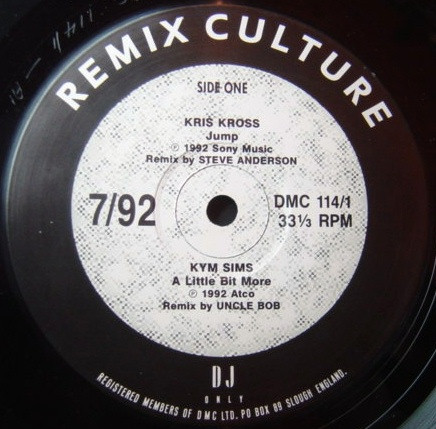 REMIX CULTURE
SIDE ONE
KRIS KROSS
Jump
℗ 1992 Sony Music
Remix by STEVE ANDERSON
7/92
DMC 114/1
33⅓ RPM
KYM SIMS
A Little Bit More
℗ 1992 Atco
Remix by UNCLE BOB
DJ
ONLY
REGISTERED MEMBERS OF DMC LTD. PO BOX 89 SLOUGH ENGLAND.